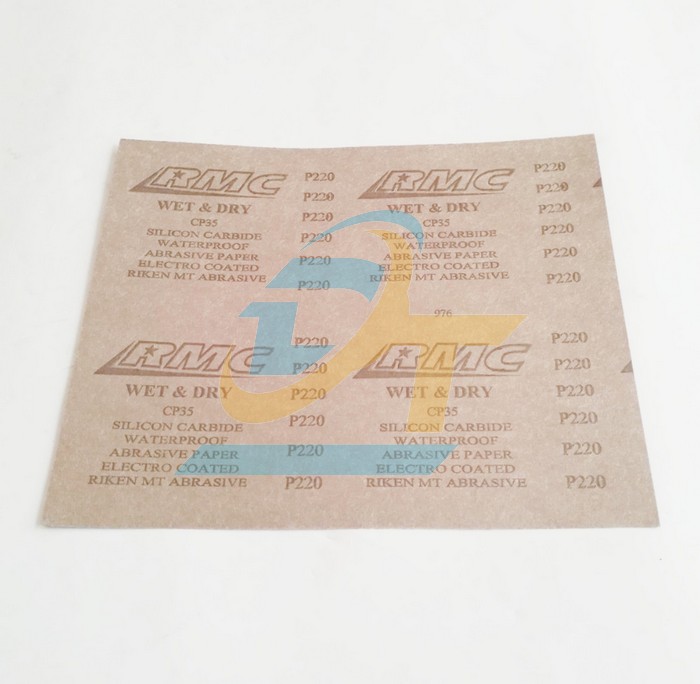 RMC
WET & DRY
CP35
SILICON CARBIDE
WATERPROOF
ABRASIVE PAPER
ELECTRO COATED
RIKEN MT ABRASIVE
P220
P220
P220
P220
P220
P220
RMC
WET & DRY
CP35
SILICON CARBIDE
WATERPROOF
ABRASIVE PAPER
ELECTRO COATED
RIKEN MT ABRASIVE
P220
P220
P220
P220
P220
P220
976
RMC
WET & DRY
CP35
SILICON CARBIDE
WATERPROOF
ABRASIVE PAPER
ELECTRO COATED
RIKEN MT ABRASIVE
P220
P220
P220
P220
P220
P220
RMC
WET & DRY
CP35
SILICON CARBIDE
WATERPROOF
ABRASIVE PAPER
ELECTRO COATED
RIKEN MT ABRASIVE
P220
P220
P220
P220
P220
P220